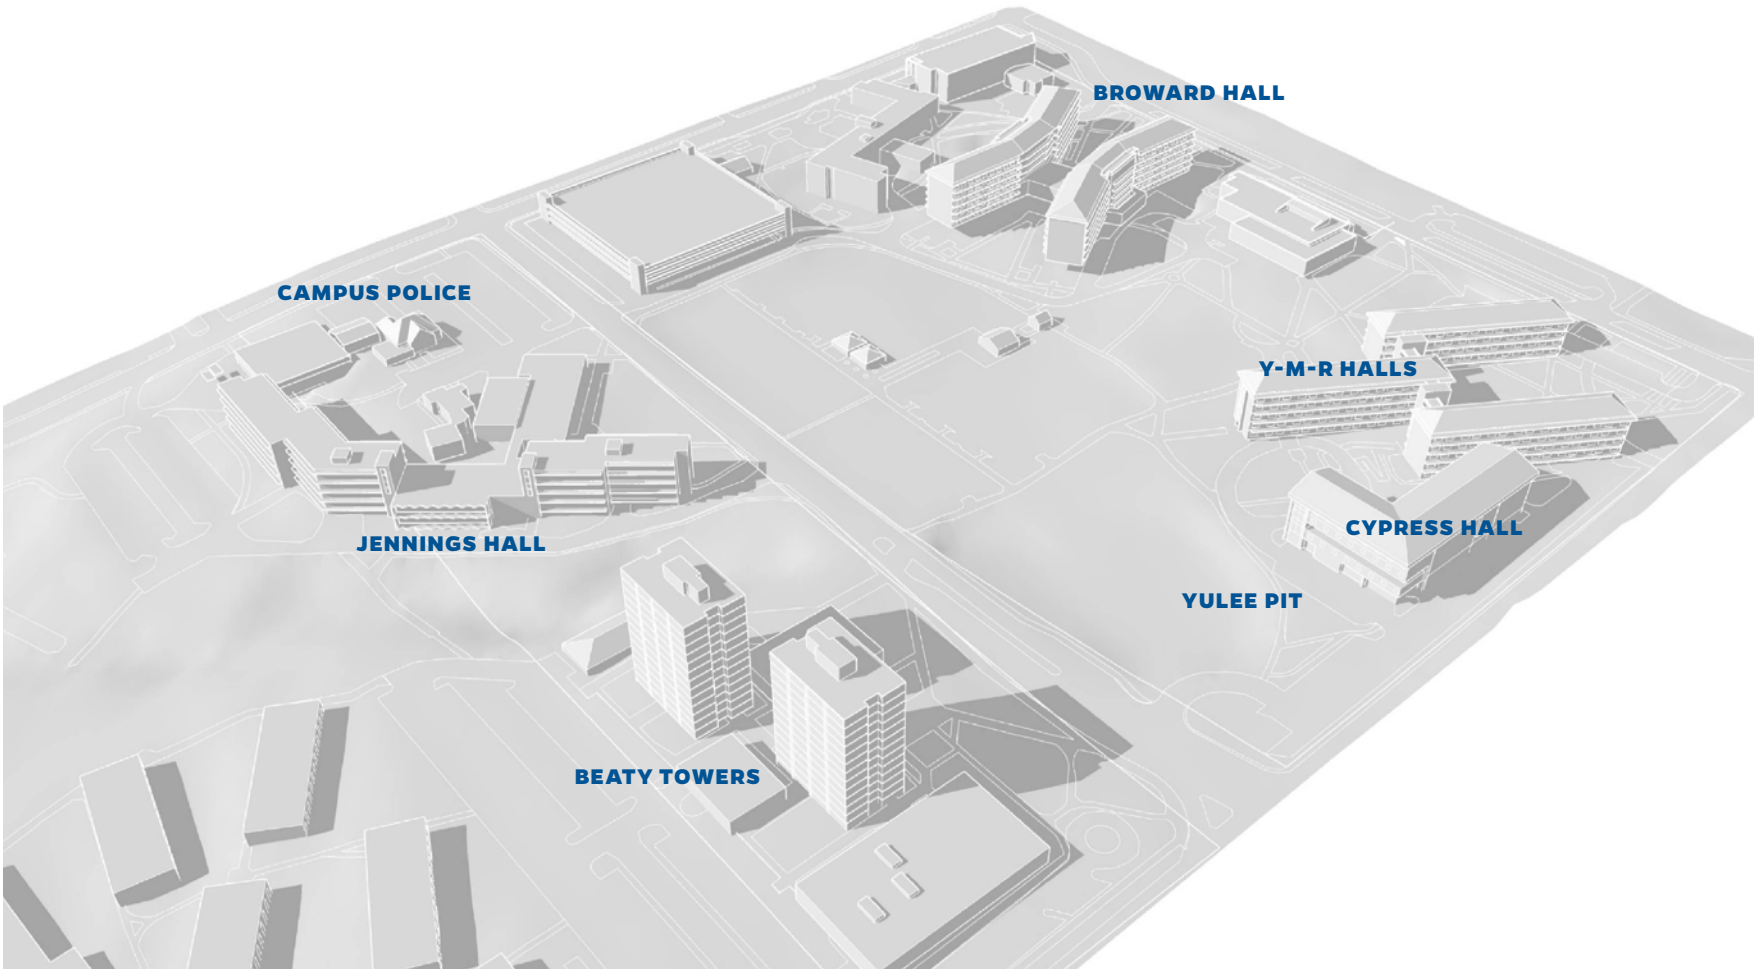 BROWARD HALL
CAMPUS POLICE
Y-M-R HALLS
CYPRESS HALL
JENNINGS HALL
YULEE PIT
BEATY TOWERS